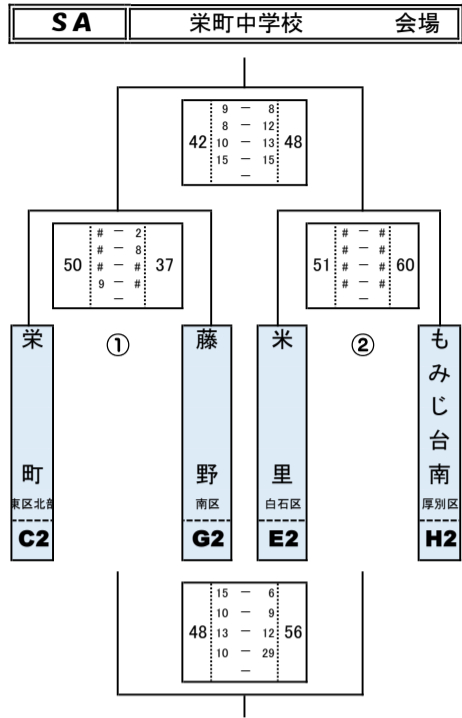 SA 栄町中学校 会場
9 － 8
8 － 12
42 10 － 13 48
15 － 15
－
# － 2
# － 8
50 # － # 37
9 － #
－
# － #
# － #
51 # － # 60
# － #
－
① ②
栄町
東区北部
C2
藤野
南区
G2
米里
白石区
E2
もみじ台南
厚別区
H2
15 － 6
10 － 9
48 13 － 12 56
10 － 29
－